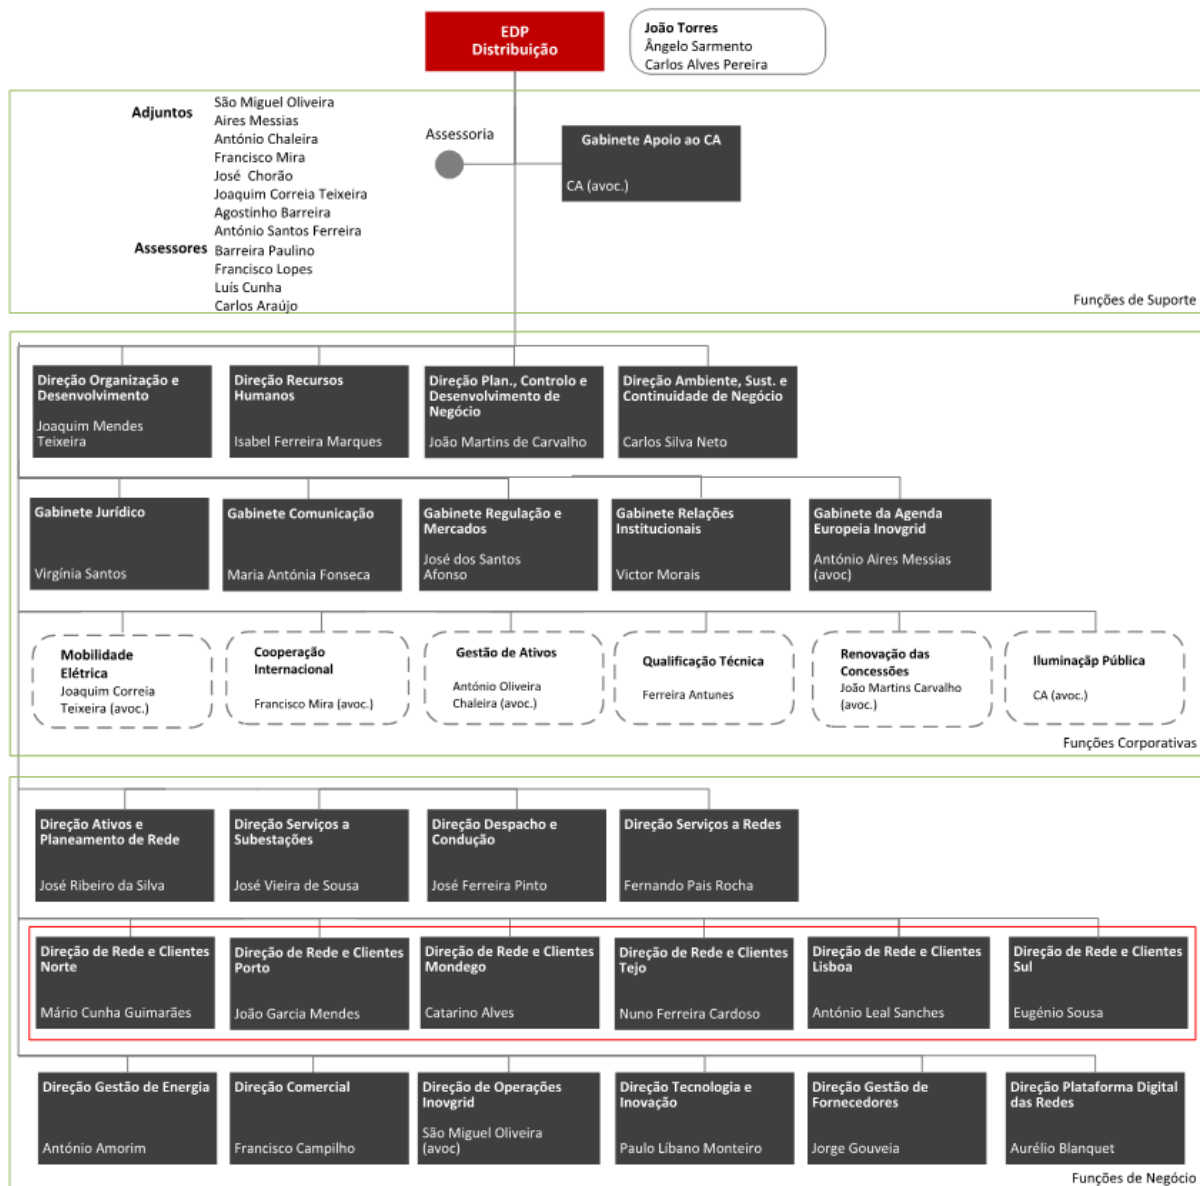 EDP
Distribuição
João Torres
Ângelo Sarmento
Carlos Alves Pereira
Adjuntos
São Miguel Oliveira
Aires Messias
António Chaleira
Francisco Mira
José Chorão
Joaquim Correia Teixeira
Agostinho Barreira
António Santos Ferreira
Assessores
Barreira Paulino
Francisco Lopes
Luís Cunha
Carlos Araújo
Assessoria
Gabinete Apoio ao CA
CA (avoc.)
Funções de Suporte
Direção Organização e
Desenvolvimento
Joaquim Mendes
Teixeira
Direção Recursos
Humanos
Isabel Ferreira Marques
Direção Plan., Controlo e
Desenvolvimento de
Negócio
João Martins de Carvalho
Direção Ambiente, Sust. e
Continuidade de Negócio
Carlos Silva Neto
Gabinete Jurídico
Virgínia Santos
Gabinete Comunicação
Maria Antónia Fonseca
Gabinete Regulação e
Mercados
José dos Santos
Afonso
Gabinete Relações
Institucionais
Victor Morais
Gabinete da Agenda
Europeia Inovgrid
António Aires Messias
(avoc)
Mobilidade
Elétrica
Joaquim Correia
Teixeira (avoc.)
Cooperação
Internacional
Francisco Mira (avoc.)
Gestão de Ativos
António Oliveira
Chaleira (avoc.)
Qualificação Técnica
Ferreira Antunes
Renovação das
Concessões
João Martins Carvalho
(avoc.)
Iluminaçãp Pública
CA (avoc.)
Funções Corporativas
Direção Ativos e
Planeamento de Rede
José Ribeiro da Silva
Direção Serviços a
Subestações
José Vieira de Sousa
Direção Despacho e
Condução
José Ferreira Pinto
Direção Serviços a Redes
Fernando Pais Rocha
Direção de Rede e Clientes
Norte
Mário Cunha Guimarães
Direção de Rede e Clientes
Porto
João Garcia Mendes
Direção de Rede e Clientes
Mondego
Catarino Alves
Direção de Rede e Clientes
Tejo
Nuno Ferreira Cardoso
Direção de Rede e Clientes
Lisboa
António Leal Sanches
Direção de Rede e Clientes
Sul
Eugénio Sousa
Direção Gestão de Energia
António Amorim
Direção Comercial
Francisco Campilho
Direção de Operações
Inovgrid
São Miguel Oliveira
(avoc)
Direção Tecnologia e
Inovação
Paulo Líbano Monteiro
Direção Gestão de
Fornecedores
Jorge Gouveia
Direção Plataforma Digital
das Redes
Aurélio Blanquet
Funções de Negócio